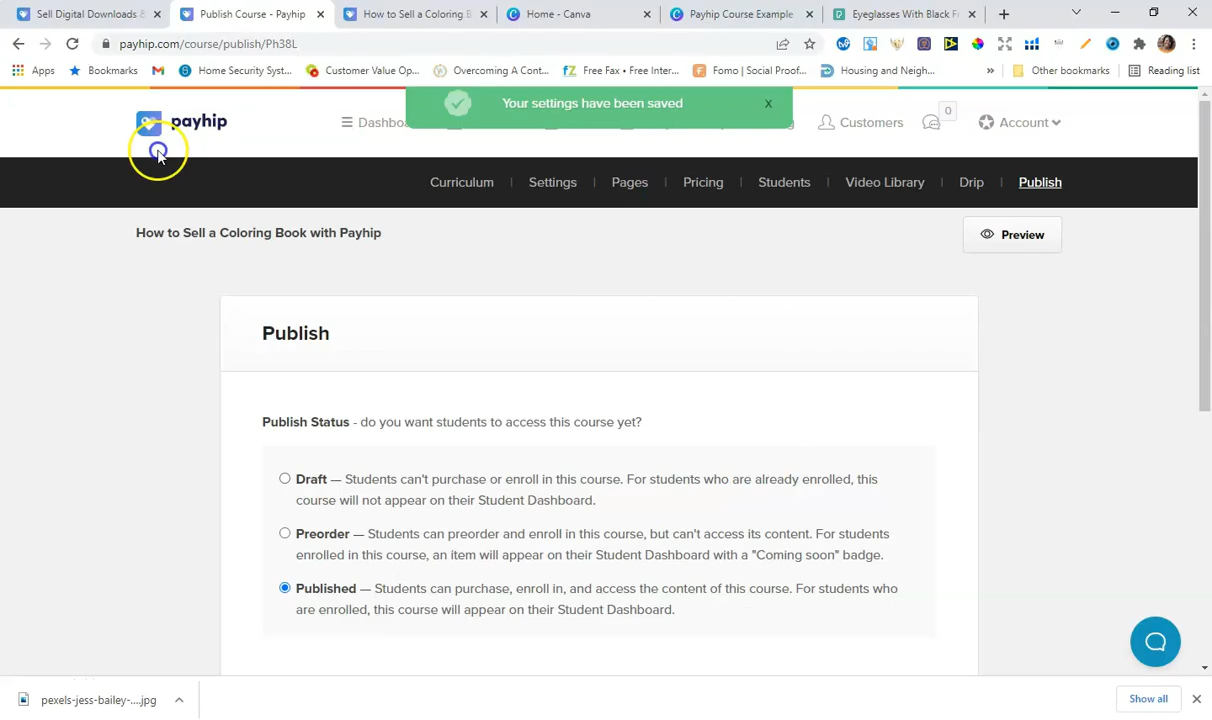 Sell Digital Downloads &
Publish Course - Payhip
How to Sell a Coloring B
Home - Canva
Payhip Course Example
Eyeglasses With Black F
payhip.com/course/publish/Ph38L
Apps
Bookmarks
Home Security Syst...
Customer Value Op...
Overcoming A Cont...
Free Fax • Free Inter...
Fomo | Social Proof...
Housing and Neigh...
»
Other bookmarks
Reading list
payhip
Your settings have been saved
x
Customers
0
Account
Curriculum
Settings
Pages
Pricing
Students
Video Library
Drip
Publish
How to Sell a Coloring Book with Payhip
Preview
Publish
Publish Status - do you want students to access this course yet?
Draft — Students can't purchase or enroll in this course. For students who are already enrolled, this
course will not appear on their Student Dashboard.
Preorder — Students can preorder and enroll in this course, but can't access its content. For students
enrolled in this course, an item will appear on their Student Dashboard with a "Coming soon" badge.
Published — Students can purchase, enroll in, and access the content of this course. For students who
are enrolled, this course will appear on their Student Dashboard.
pexels-jess-bailey-....jpg
Show all